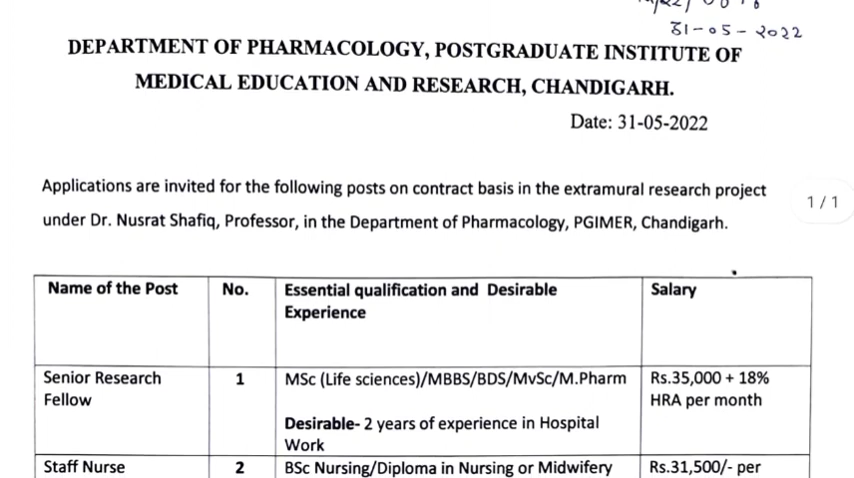 31-05-2022
DEPARTMENT OF PHARMACOLOGY, POSTGRADUATE INSTITUTE OF
MEDICAL EDUCATION AND RESEARCH, CHANDIGARH.
Date: 31-05-2022
Applications are invited for the following posts on contract basis in the extramural research project
under Dr. Nusrat Shafiq, Professor, in the Department of Pharmacology, PGIMER, Chandigarh.
1 / 1
Name of the Post No. Essential qualification and Desirable Salary
Experience
Senior Research 1 MSc (Life sciences)/MBBS/BDS/MvSc/M.Pharm Rs.35,000 + 18%
Fellow HRA per month
Desirable- 2 years of experience in Hospital
Work
Staff Nurse 2 BSc Nursing/Diploma in Nursing or Midwifery Rs.31,500/- per